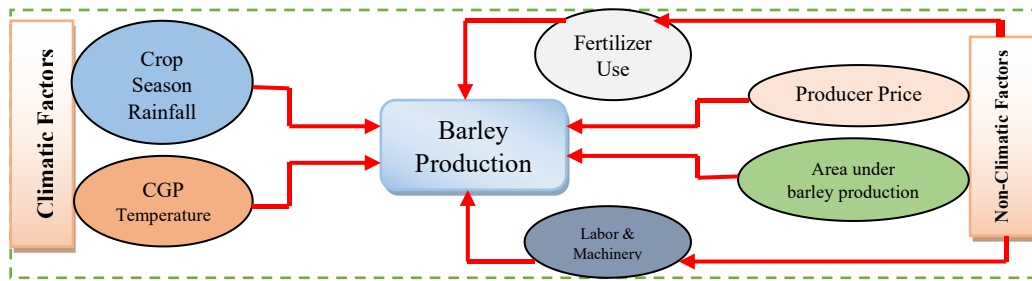 Climatic Factors
Crop
Season
Rainfall
CGP
Temperature
Barley
Production
Fertilizer
Use
Producer Price
Area under
barley production
Labor &
Machinery
Non-Climatic Factors